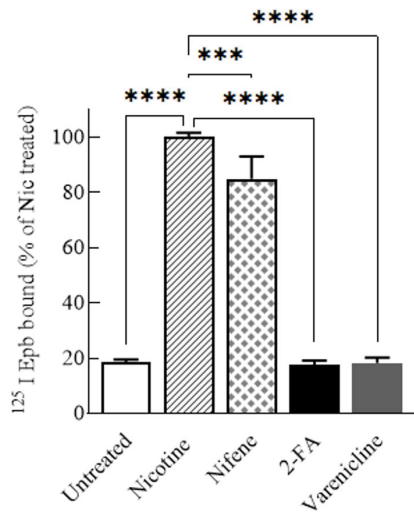 ****
***
****
****
125 I Epb bound (% of Nic treated)
100
80
60
40
20
0
Untreated
Nicotine
Nifene
2-FA
Varenicline